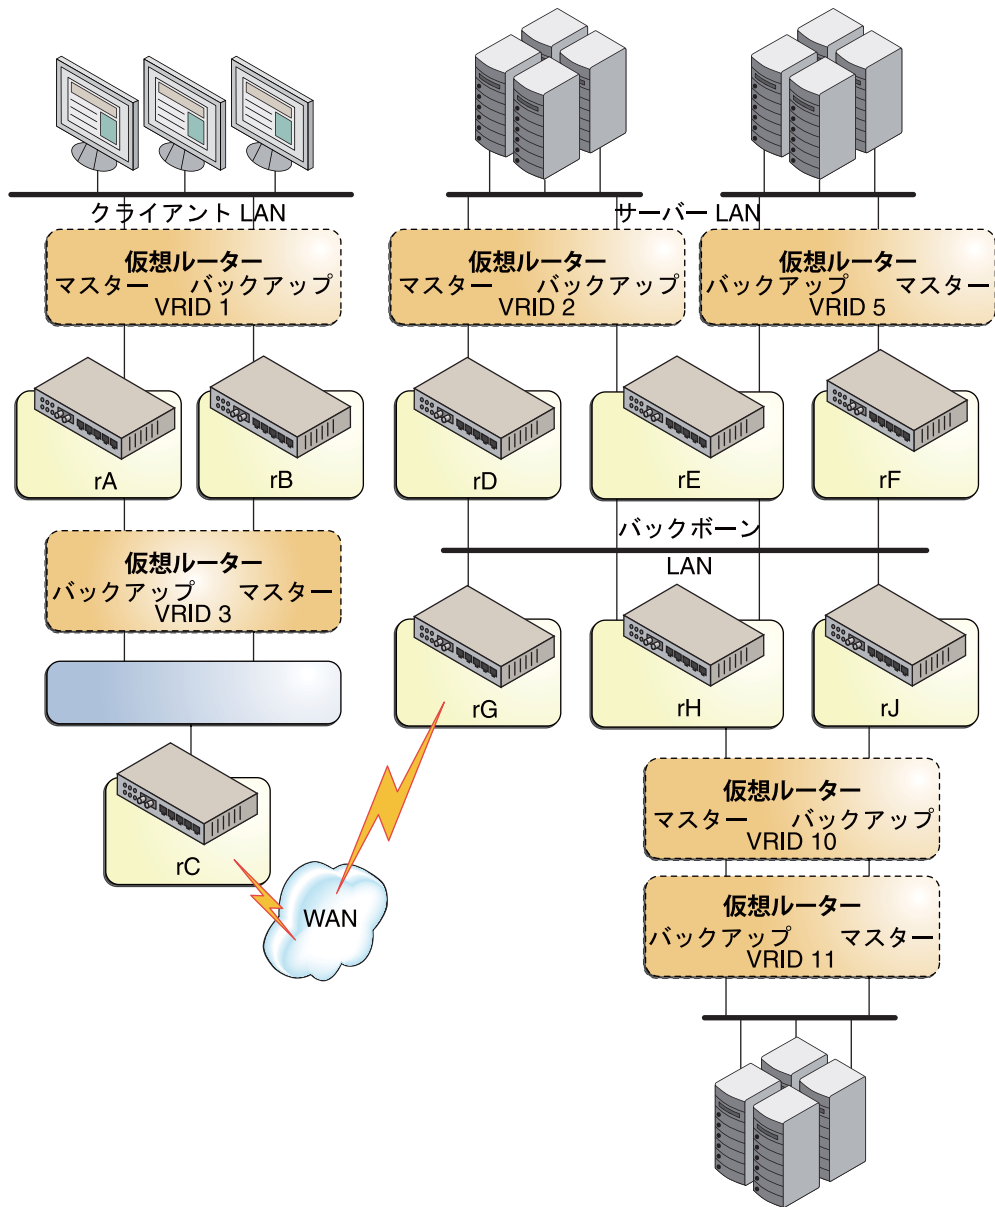 クライアント LAN
サーバー LAN
仮想ルーター
マスター バックアップ
VRID 1
仮想ルーター
マスター バックアップ
VRID 2
仮想ルーター
バックアップ マスター
VRID 5
rA
rB
rD
rE
rF
バックボーン
LAN
仮想ルーター
バックアップ マスター
VRID 3
rG
rH
rJ
rC
WAN
仮想ルーター
マスター バックアップ
VRID 10
仮想ルーター
バックアップ マスター
VRID 11